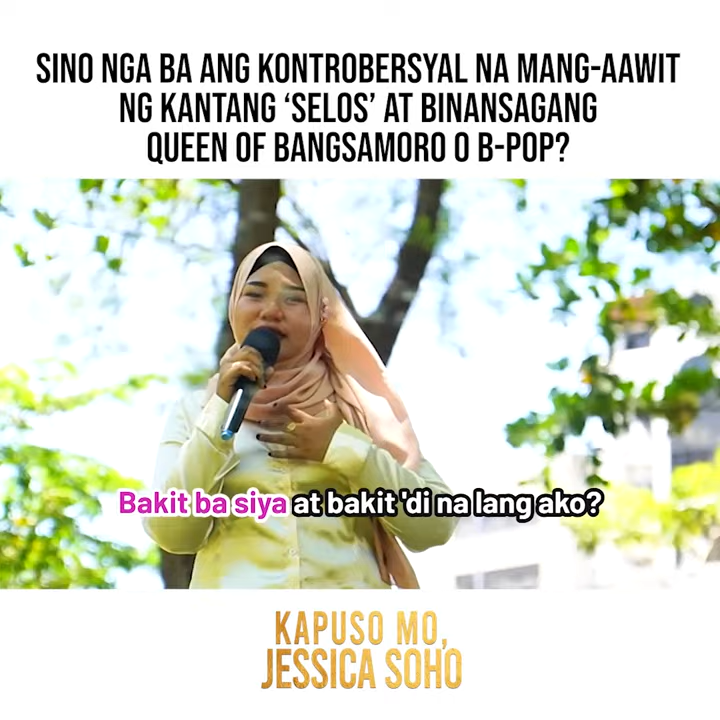 SINO NGA BA ANG KONTROBERSYAL NA MANG-AAWIT
NG KANTANG ‘SELOS’ AT BINANSAGANG
QUEEN OF BANGSAMORO O B-POP?
Bakit ba siya at bakit 'di na lang ako?
KAPUSO MO,
JESSICA SOHO